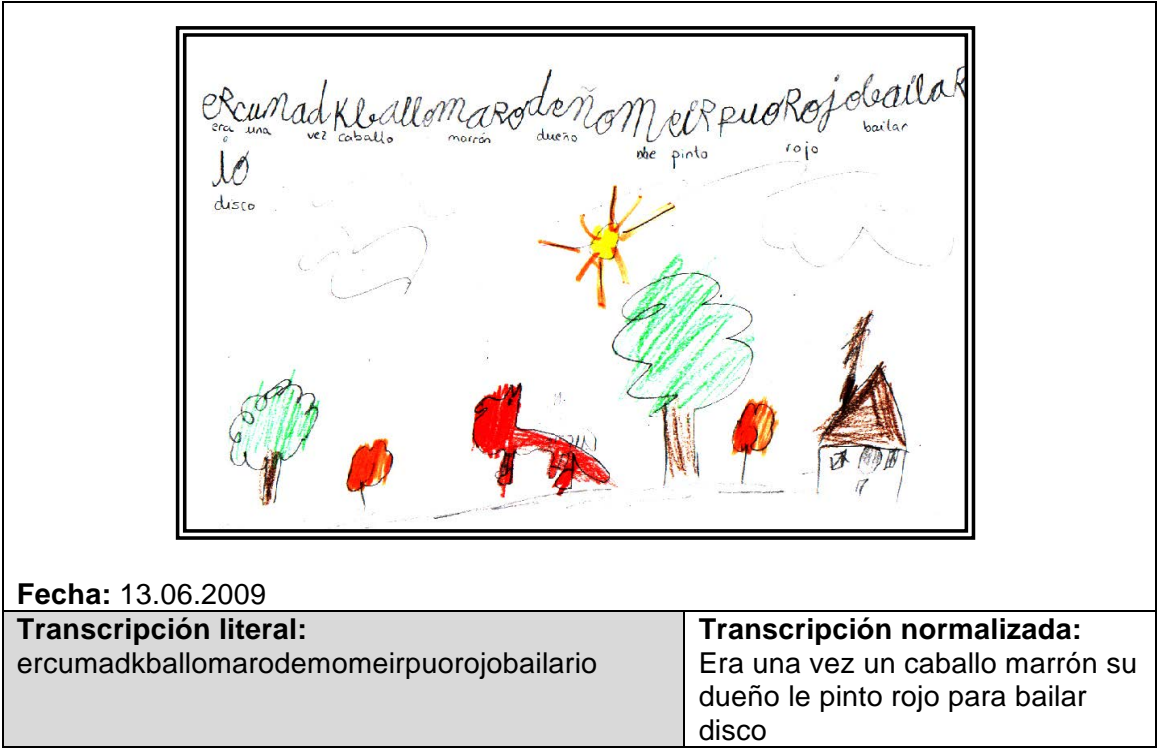 eRcuNadKballomaRodeñomeiRpuoRojobailaR
era una vez caballo morrón dueño me pinto rojo bailar
io
disco
Fecha: 13.06.2009
Transcripción literal:
ercumadkballomarodemomeirpuorojobailario
Transcripción normalizada:
Era una vez un caballo marrón su
dueño le pinto rojo para bailar
disco